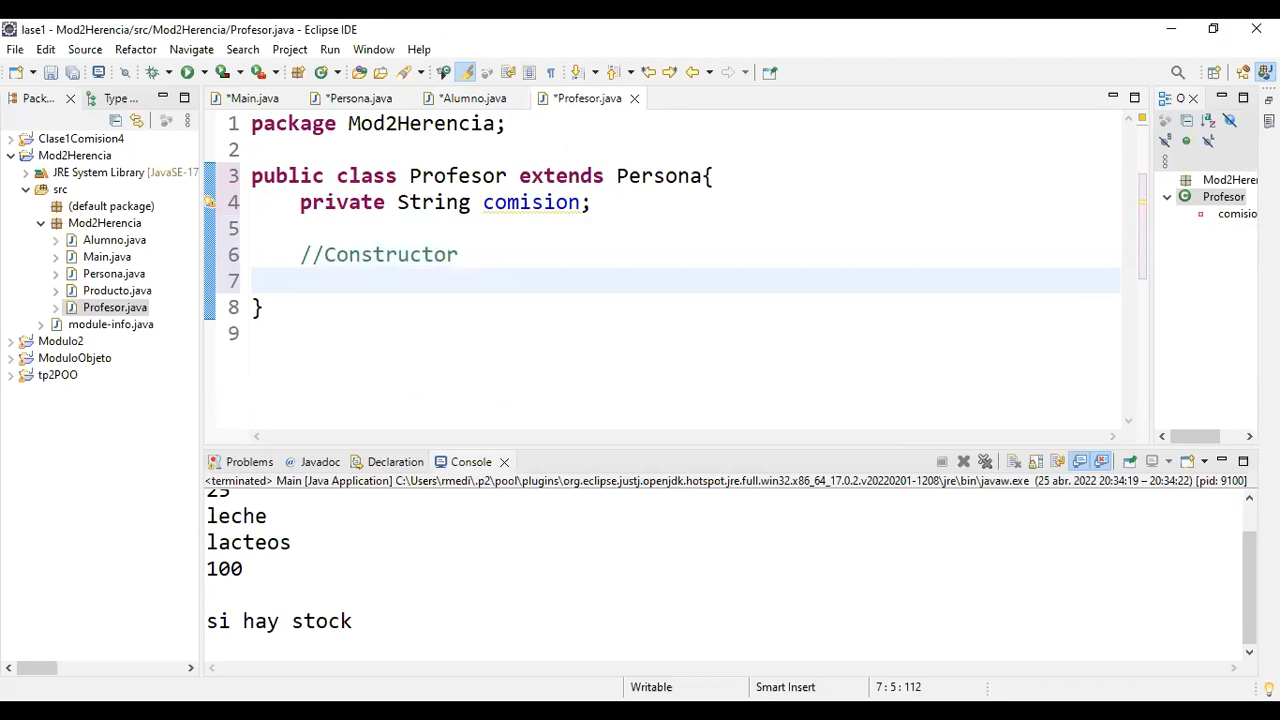 lase1 - Mod2Herencia/src/Mod2Herencia/Profesor.java - Eclipse IDE
File Edit Source Refactor Navigate Search Project Run Window Help
Pack... Type ... *Main.java *Persona.java *Alumno.java *Profesor.java O
Clase1Comision4
Mod2Herencia
JRE System Library [JavaSE-17
src
(default package)
Mod2Herencia
Alumno.java
Main.java
Persona.java
Producto.java
Profesor.java
module-info.java
Modulo2
ModuloObjeto
tp2POO
1 package Mod2Herencia;
2
3 public class Profesor extends Persona{
4 private String comision;
5
6 //Constructor
7
8 }
9
Mod2Heren
Profesor
comisio
Problems @ Javadoc Declaration Console
<terminated> Main [Java Application] C:\Users\rmedi\.p2\pool\plugins\org.eclipse.justj.openjdk.hotspot.jre.full.win32.x86_64_17.0.2.v20220201-1208\jre\bin\javaw.exe (25 abr. 2022 20:34:19 – 20:34:22) [pid: 9100]
25
leche
lacteos
100
si hay stock
Writable Smart Insert 7 : 5 : 112